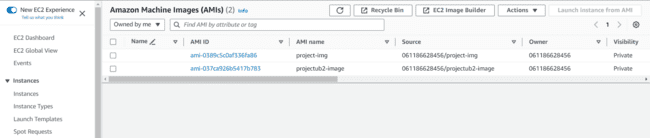 New EC2 Experience
Tell us what you think
EC2 Dashboard
EC2 Global View
Events
Instances
Instances
Instance Types
Launch Templates
Spot Requests
Amazon Machine Images (AMIs) (2) Info
Recycle Bin
EC2 Image Builder
Actions
Launch instance from AMI
Owned by me
Find AMI by attribute or tag
1
Name AMI ID AMI name Source Owner Visibility
ami-0389c5c0af536fa86 project-img 061186628456/project-img 061186628456 Private
ami-037ca926b5417b783 projectub2-image 061186628456/projectub2-image 061186628456 Private